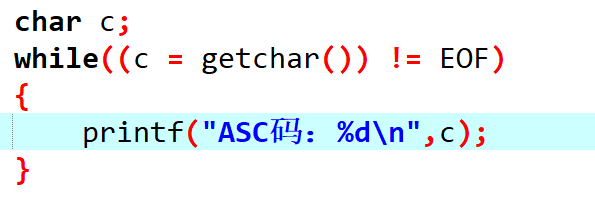 char c;
while((c = getchar()) != EOF)
{
    printf("ASC码：%d\n",c);
}